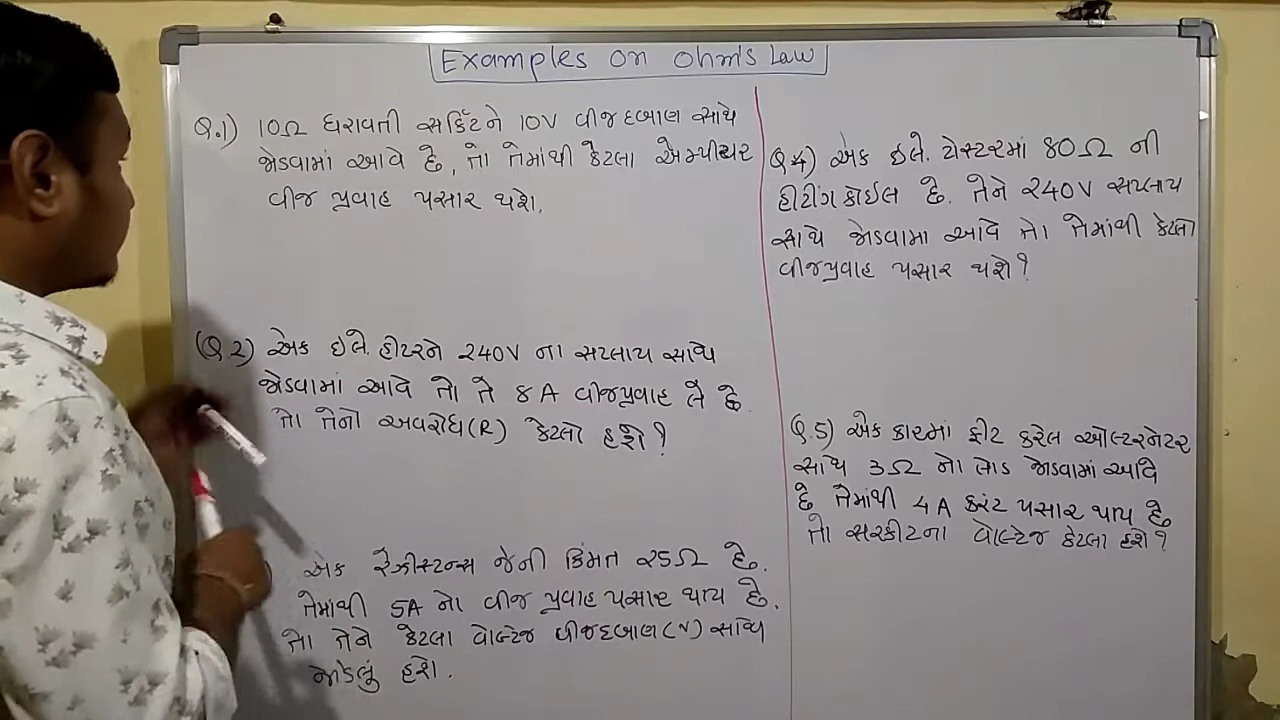 Examples on ohm's Law
Q.1) 10Ω ધરાવતી સર્કિટને 10V વીજદબાણ સાથે
જોડવામાં આવે છે, તો તેમાંથી કેટલા એમ્પીયર
વીજ પ્રવાહ પસાર થશે.
(Q 2) એક ઇલે. હીટરને 240V ના સપ્લાય સાથે
જોડવામાં આવે તો તે 8 A વીજપ્રવાહ લે છે
તો તેનો અવરોધ(R) કેટલો હશે?
એક રેઝીસ્ટન્સ જેની કિંમત 25Ω છે.
તેમાંથી 5A નો વીજ પ્રવાહ પસાર થાય છે.
તો તેને કેટલા વોલ્ટેજ વીજદબાણ(V) સાથે
જોડેલું હશે.
Q.4) એક ઇલે. ટોસ્ટરમાં 80Ω ની
હીટીંગ કોઇલ છે. તેને 240V સપ્લાય
સાથે જોડવામા આવે તો તેમાંથી કેટલો
વીજપ્રવાહ પસાર થશે?
Q.5) એક કારમાં ફીટ કરેલ ઓલ્ટરનેટર
સાથે 3Ω નો લોડ જોડવામાં આવે
છે તેમાંથી 4 A કરંટ પસાર થાય છે
તો સરકીટના વોલ્ટેજ કેટલા હશે?